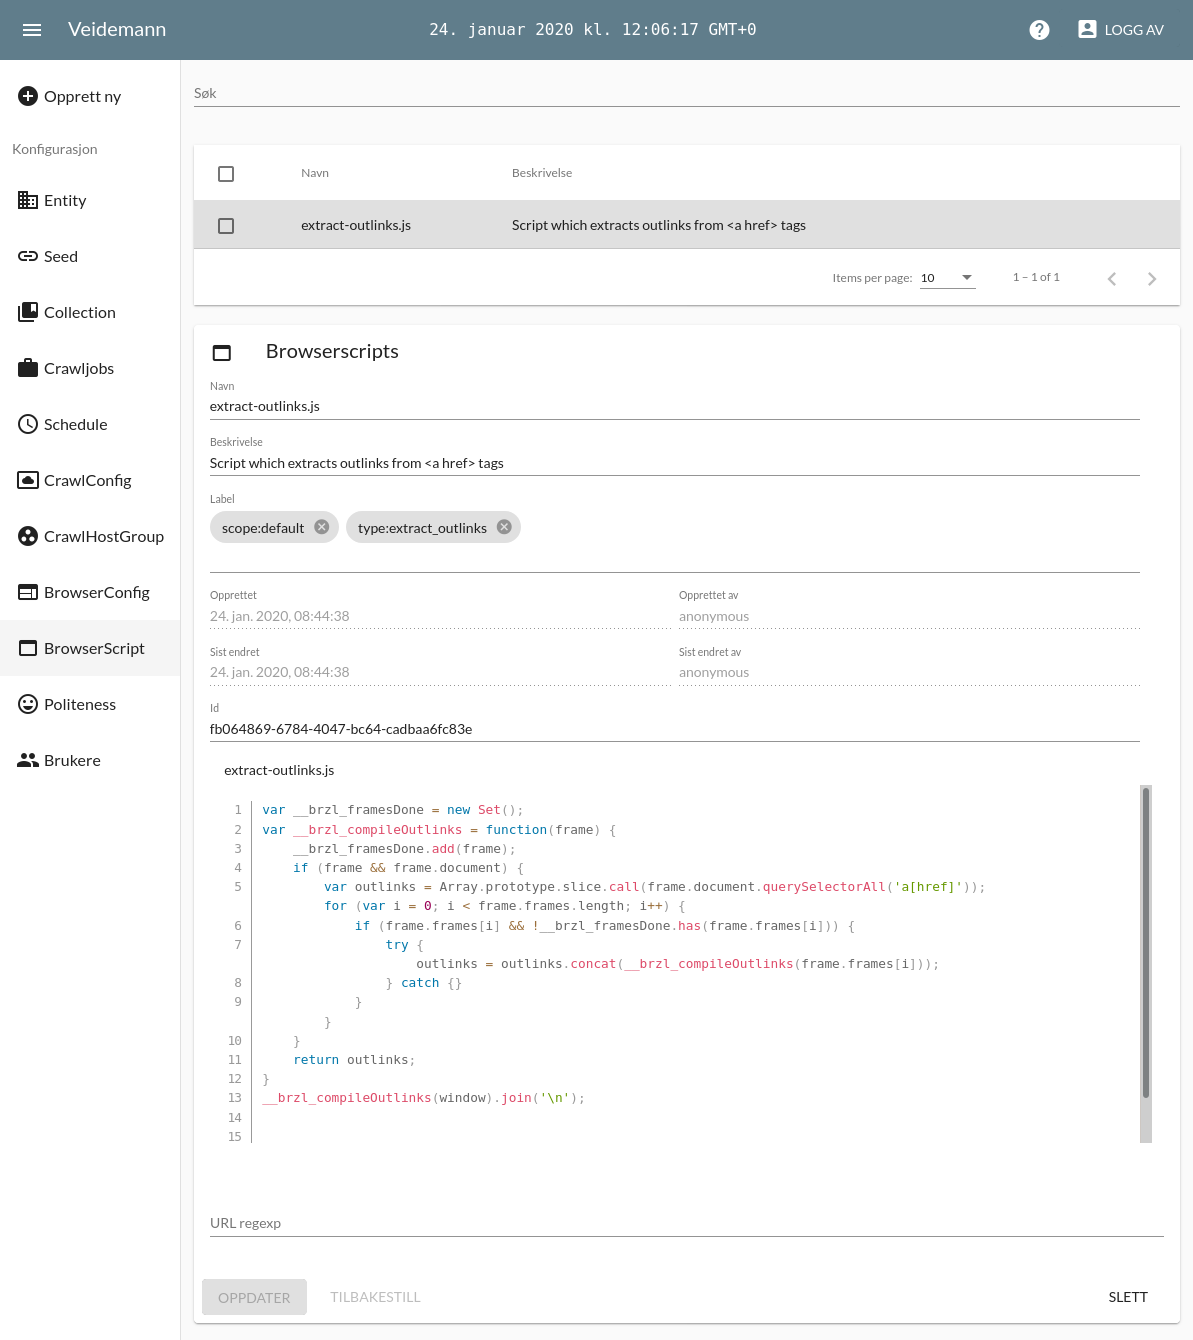 Veidemann
24. januar 2020 kl. 12:06:17 GMT+0
LOGG AV
Opprett ny
Konfigurasjon
Entity
Seed
Collection
Crawljobs
Schedule
CrawlConfig
CrawlHostGroup
BrowserConfig
BrowserScript
Politeness
Brukere
Søk
Navn Beskrivelse
extract-outlinks.js Script which extracts outlinks from <a href> tags
Items per page: 10 1 – 1 of 1
Browserscripts
Navn
extract-outlinks.js
Beskrivelse
Script which extracts outlinks from <a href> tags
Label
scope:default type:extract_outlinks
Opprettet Opprettet av
24. jan. 2020, 08:44:38 anonymous
Sist endret Sist endret av
24. jan. 2020, 08:44:38 anonymous
Id
fb064869-6784-4047-bc64-cadbaa6fc83e
extract-outlinks.js
1 var __brzl_framesDone = new Set();
2 var __brzl_compileOutlinks = function(frame) {
3     __brzl_framesDone.add(frame);
4     if (frame && frame.document) {
5         var outlinks = Array.prototype.slice.call(frame.document.querySelectorAll('a[href]'));
        for (var i = 0; i < frame.frames.length; i++) {
6             if (frame.frames[i] && !__brzl_framesDone.has(frame.frames[i])) {
7                 try {
                    outlinks = outlinks.concat(__brzl_compileOutlinks(frame.frames[i]));
8                 } catch {}
9             }
        }
10     }
11     return outlinks;
12 }
13 __brzl_compileOutlinks(window).join('\n');
14
15
URL regexp
OPPDATER TILBAKESTILL SLETT